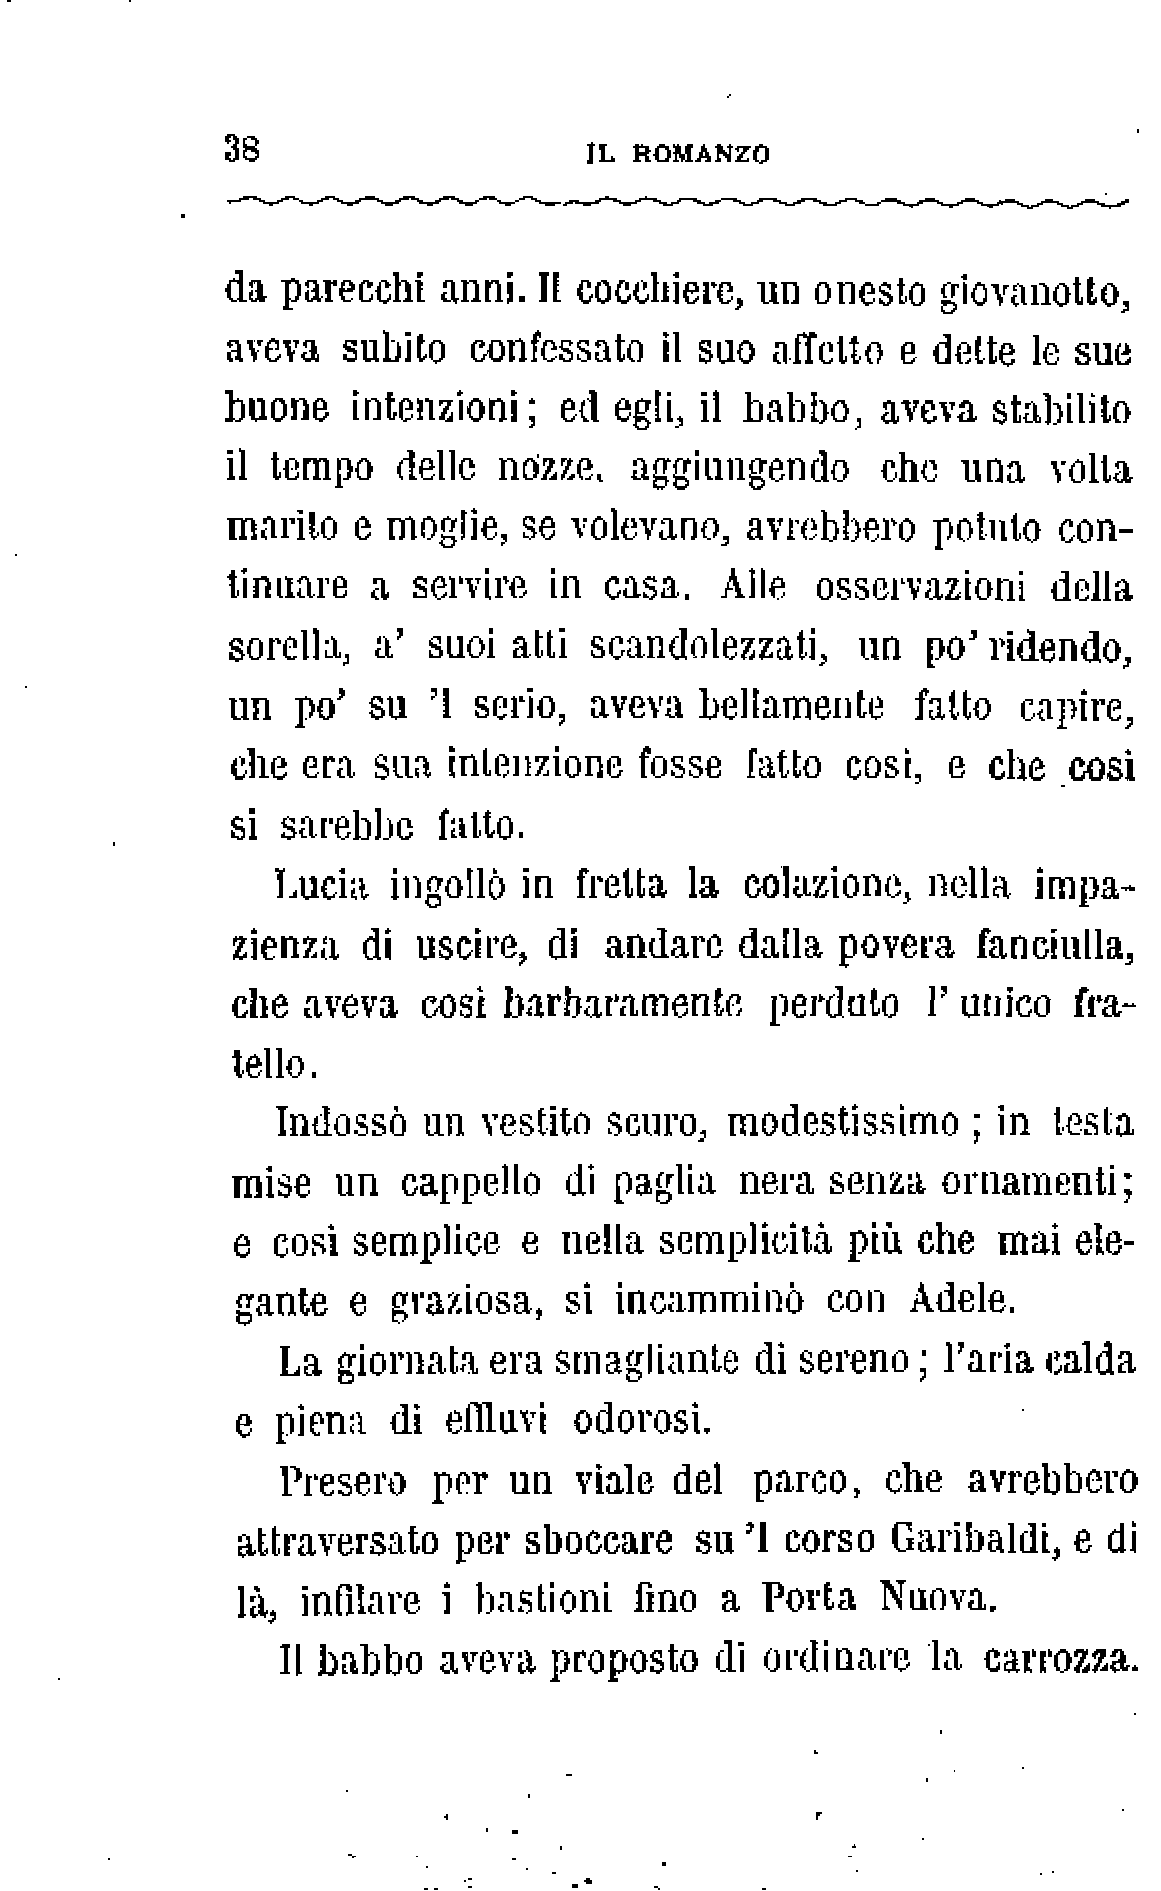 38 IL ROMANZO
da parecchi anni. Il cocchiere, un onesto giovanotto,
aveva subito confessato il suo affetto e dette le sue
buone intenzioni; ed egli, il babbo, aveva stabilito
il tempo delle nozze, aggiungendo che una volta
marito e moglie, se volevano, avrebbero potuto con-
tinuare a servire in casa. Alle osservazioni della
sorella, a' suoi atti scandolezzati, un po' ridendo,
un po' su 'l serio, aveva bellamente fatto capire,
che era sua intenzione fosse fatto così, e che così
si sarebbe fatto.
Lucia ingollò in fretta la colazione, nella impa-
zienza di uscire, di andare dalla povera fanciulla,
che aveva così barbaramente perduto l' unico fra-
tello.
Indossò un vestito scuro, modestissimo; in testa
mise un cappello di paglia nera senza ornamenti;
e così semplice e nella semplicità più che mai ele-
gante e graziosa, si incamminò con Adele.
La giornata era smagliante di sereno; l'aria calda
e piena di effluvi odorosi.
Presero per un viale del parco, che avrebbero
attraversato per sboccare su 'l corso Garibaldi, e di
là, infilare i bastioni fino a Porta Nuova.
Il babbo aveva proposto di ordinare la carrozza.